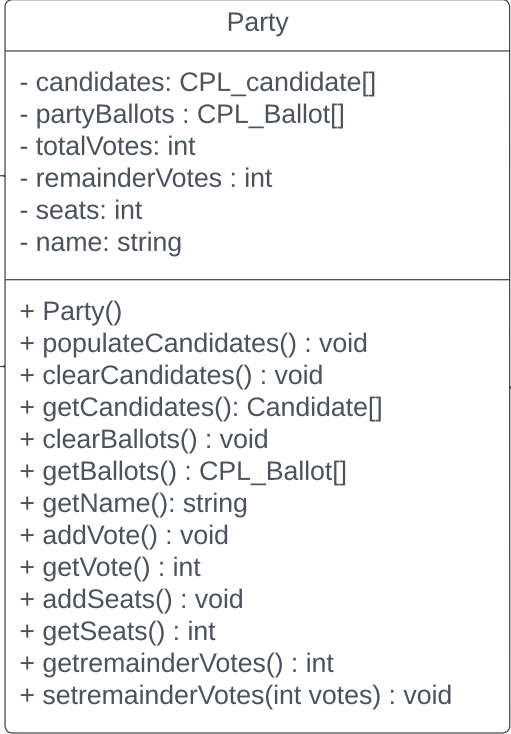 Party
- candidates: CPL_candidate[]
- partyBallots : CPL_Ballot[]
- totalVotes: int
- remainderVotes : int
- seats: int
- name: string
+ Party()
+ populateCandidates() : void
+ clearCandidates() : void
+ getCandidates(): Candidate[]
+ clearBallots() : void
+ getBallots() : CPL_Ballot[]
+ getName(): string
+ addVote() : void
+ getVote() : int
+ addSeats() : void
+ getSeats() : int
+ getremainderVotes() : int
+ setremainderVotes(int votes) : void